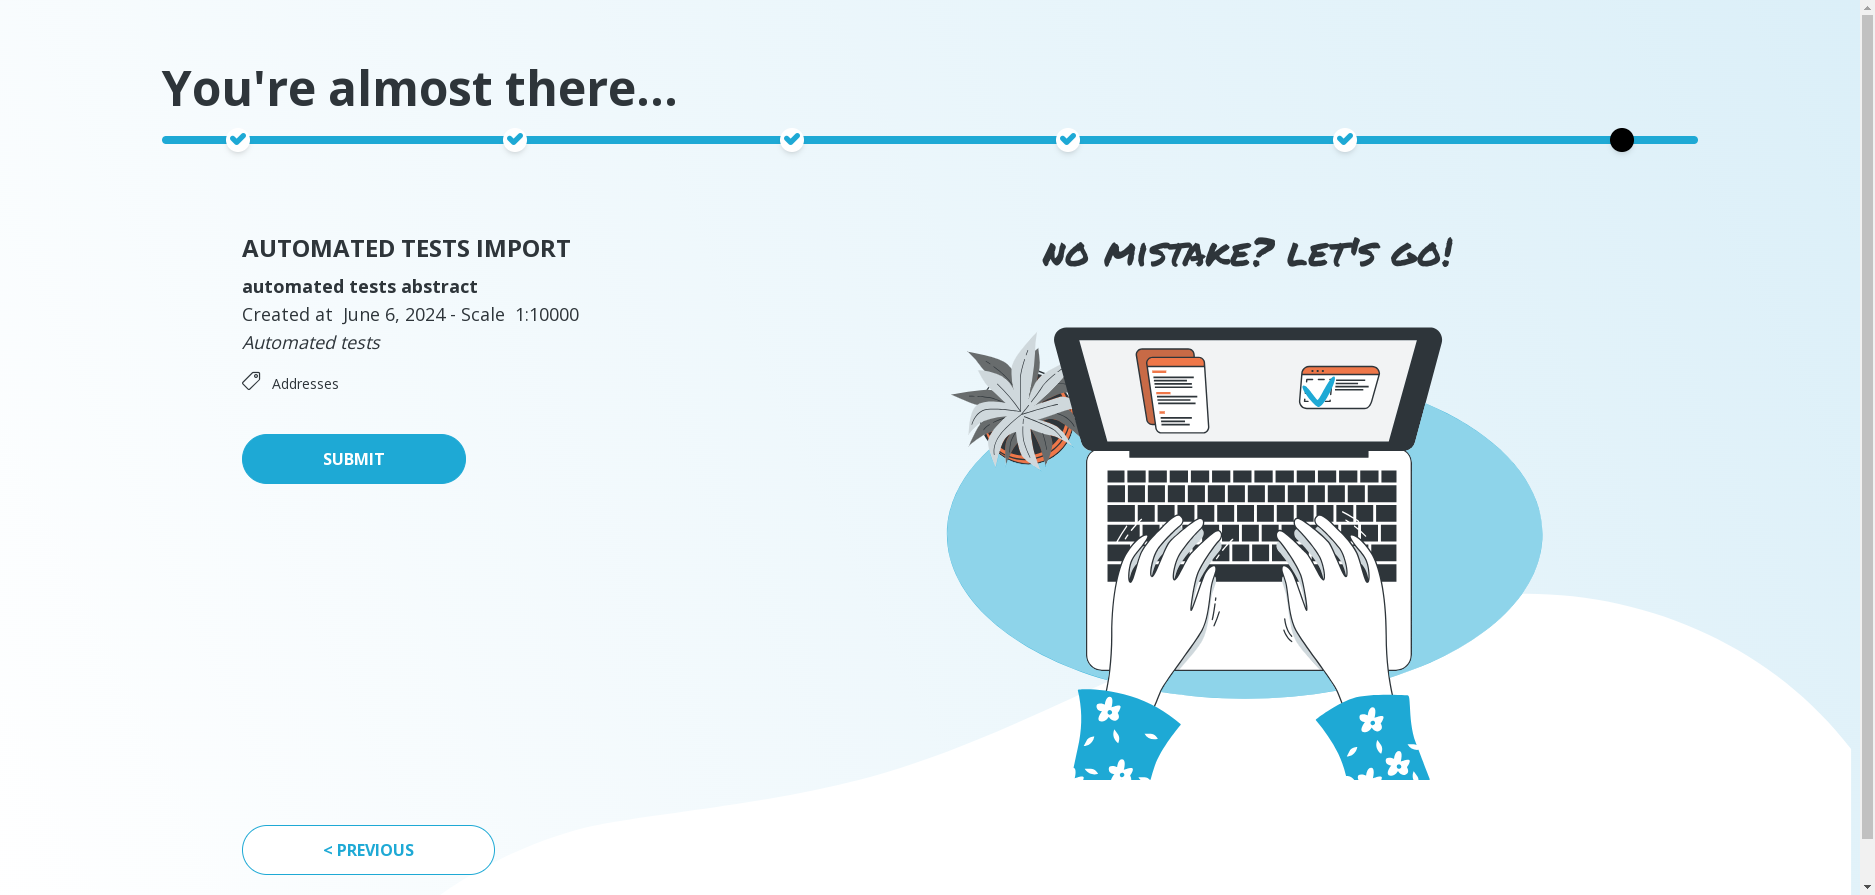 You're almost there...
AUTOMATED TESTS IMPORT
automated tests abstract
Created at June 6, 2024 - Scale 1:10000
Automated tests
Addresses
SUBMIT
< PREVIOUS
NO MISTAKE? LET'S GO!